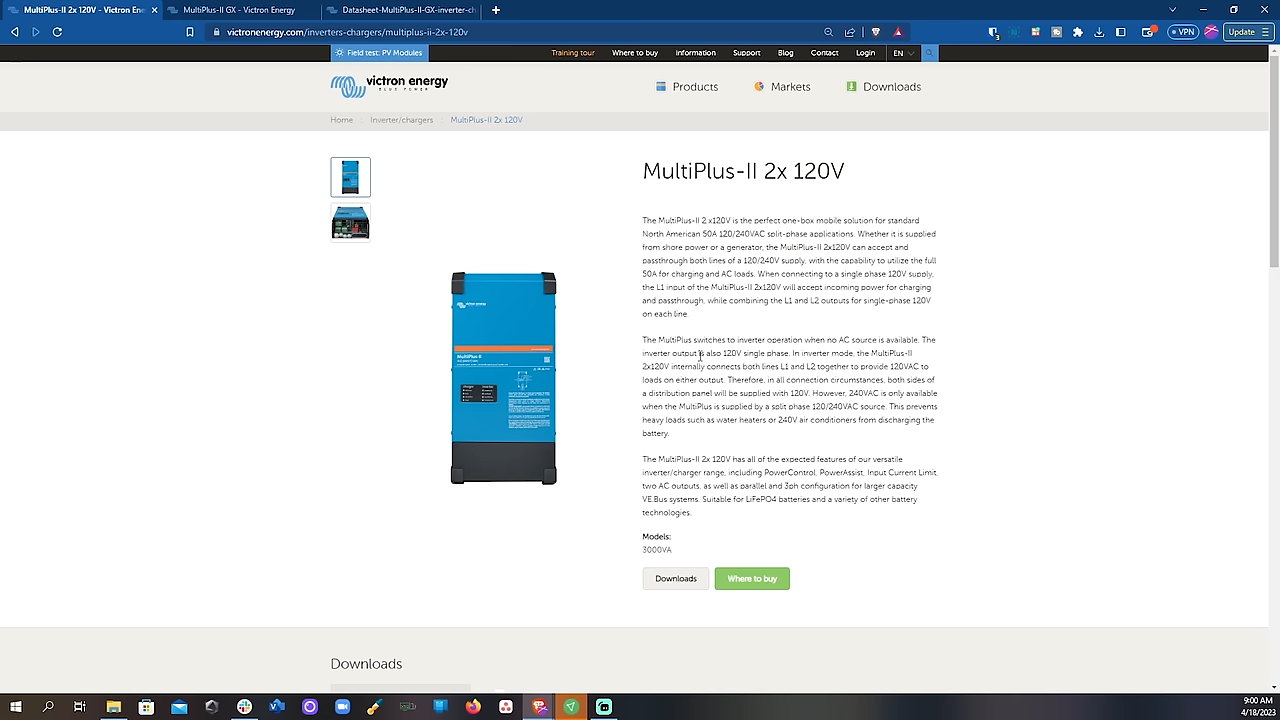 MultiPlus-II 2x 120V - Victron Ene
MultiPlus-II GX - Victron Energy
Datasheet-MultiPlus-II-GX-inverter-ch
victronenergy.com/inverters-chargers/multiplus-ii-2x-120v
VPN
Update
Field test: PV Modules
Training tour
Where to buy
Information
Support
Blog
Contact
Login
EN
victron energy
BLUE POWER
Products
Markets
Downloads
Home
Inverter/chargers
MultiPlus-II 2x 120V
MultiPlus-II 2x 120V
The MultiPlus-II 2 x120V is the perfect one-box mobile solution for standard
North American 50A 120/240VAC split-phase applications. Whether it is supplied
from shore power or a generator, the MultiPlus-II 2x120V can accept and
passthrough both lines of a 120/240V supply, with the capability to utilize the full
50A for charging and AC loads. When connecting to a single phase 120V supply,
the L1 input of the MultiPlus-II 2x120V will accept incoming power for charging
and passthrough, while combining the L1 and L2 outputs for single-phase 120V
on each line.
The MultiPlus switches to inverter operation when no AC source is available. The
inverter output is also 120V single phase. In inverter mode, the MultiPlus-II
2x120V internally connects both lines L1 and L2 together to provide 120VAC to
loads on either output. Therefore, in all connection circumstances, both sides of
a distribution panel will be supplied with 120V. However, 240VAC is only available
when the MultiPlus is supplied by a split phase 120/240VAC source. This prevents
heavy loads such as water heaters or 240V air conditioners from discharging the
battery.
The MultiPlus-II 2x 120V has all of the expected features of our versatile
inverter/charger range, including PowerControl, PowerAssist, Input Current Limit,
two AC outputs, as well as parallel and 3ph configuration for larger capacity
VE.Bus systems. Suitable for LiFePO4 batteries and a variety of other battery
technologies.
Models:
3000VA
Downloads
Where to buy
victron energy
MultiPlus-II
Downloads
9:00 AM
4/18/2023